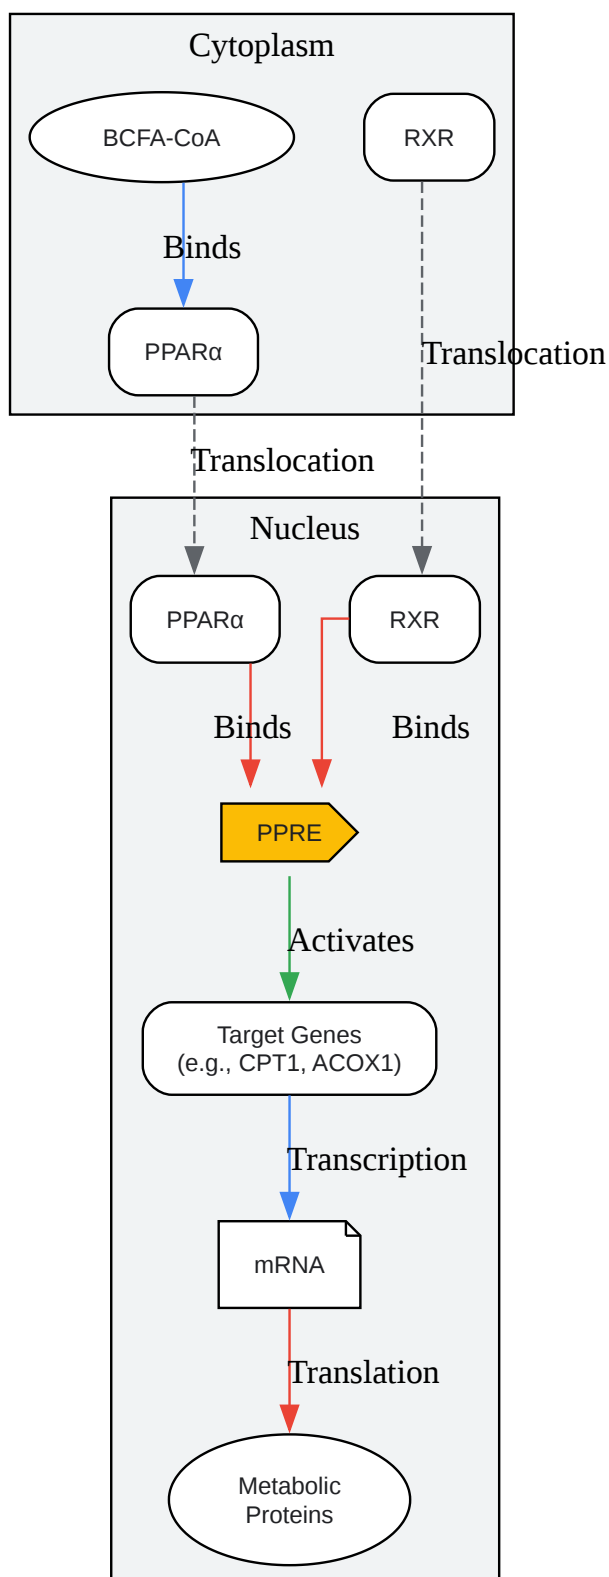 Cytoplasm
BCFA-CoA
RXR
Binds
PPARα
Translocation
Translocation
Nucleus
PPARα
RXR
Binds
Binds
PPRE
Activates
Target Genes
(e.g., CPT1, ACOX1)
Transcription
mRNA
Translation
Metabolic
Proteins